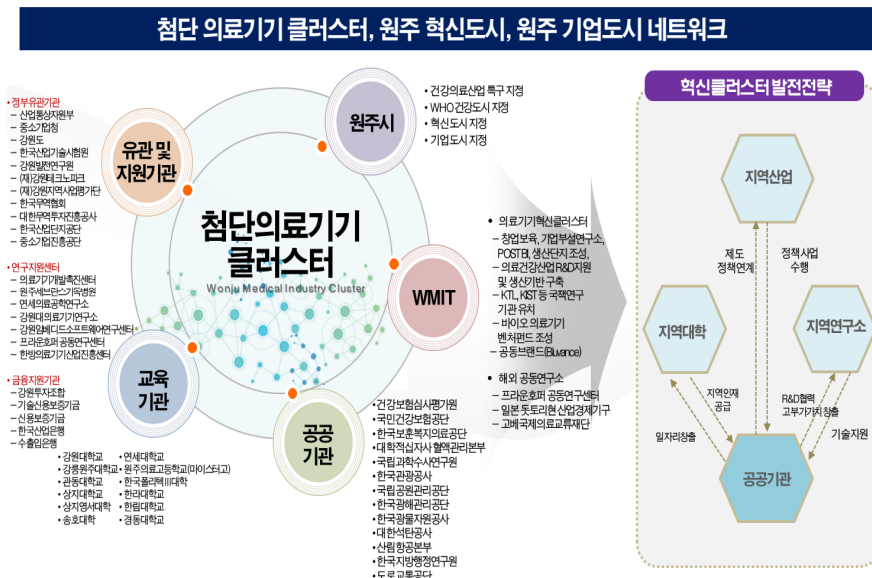 첨단 의료기기 클러스터, 원주 혁신도시, 원주 기업도시 네트워크
• 정부유관기관
– 산업통상자원부
– 중소기업청
– 강원도
– 한국산업기술시험원
– 강원발전연구원
– (재)강원테크노파크
– (재)강원지역사업평가단
– 한국무역협회
– 대한무역투자진흥공사
– 한국산업단지공단
– 중소기업진흥공단
• 연구지원센터
– 의료기기개발촉진센터
– 원주세브란스기독병원
– 연세의료공학연구소
– 강원대의료기기연구소
– 강원임베디드소프트웨어연구센터
– 프라운호퍼 공동연구센터
– 한방의료기기산업진흥센터
• 금융지원기관
– 강원투자조합
– 기술신용보증기금
– 신용보증기금
– 한국산업은행
– 수출입은행
유관 및
지원기관
원주시
• 건강의료산업 특구 지정
• WHO건강도시 지정
• 혁신도시 지정
• 기업도시 지정
첨단의료기기
클러스터
Wonju Medical Industry Cluster
WMIT
• 의료기기혁신클러스터
– 창업보육, 기업부설연구소,
POST BI, 생산단지 조성,
– 의료건강산업 R&D지원
및 생산기반 구축
– KTL, KIST 등 국책연구
기관 유치
– 바이오 의료기기
벤처펀드 조성
– 공동브랜드(Bluvance)
• 해외 공동연구소
– 프라운호퍼 공동연구센터
– 일본 돗토리현 산업경제기구
– 고베국제의료교류재단
교육
기관
• 강원대학교 • 연세대학교
• 강릉원주대학교 • 원주의료고등학교(마이스터고)
• 관동대학교 • 한국폴리텍III대학
• 상지대학교 • 한라대학교
• 상지영서대학 • 한림대학교
• 송호대학 • 경동대학교
공공
기관
• 건강보험심사평가원
• 국민건강보험공단
• 한국보훈복지의료공단
• 대학적십자사 혈액관리본부
• 국립과학수사연구원
• 한국관광공사
• 국립공원관리공단
• 한국광해관리공단
• 한국광물자원공사
• 대한석탄공사
• 산림항공본부
• 한국지방행정연구원
• 도로교통공단
혁신클러스터 발전전략
지역산업
제도
정책연계
정책사업
수행
지역대학
지역연구소
지역인재
공급
R&D협력
고부가가치창출
일자리창출
기술지원
공공기관